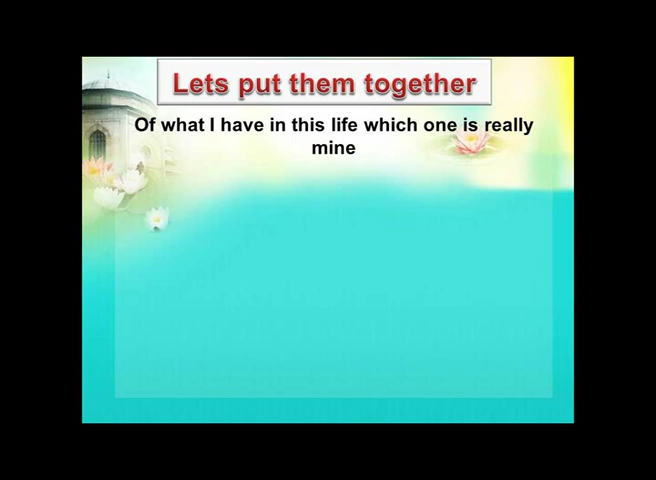 Lets put them together
Of what I have in this life which one is really
mine